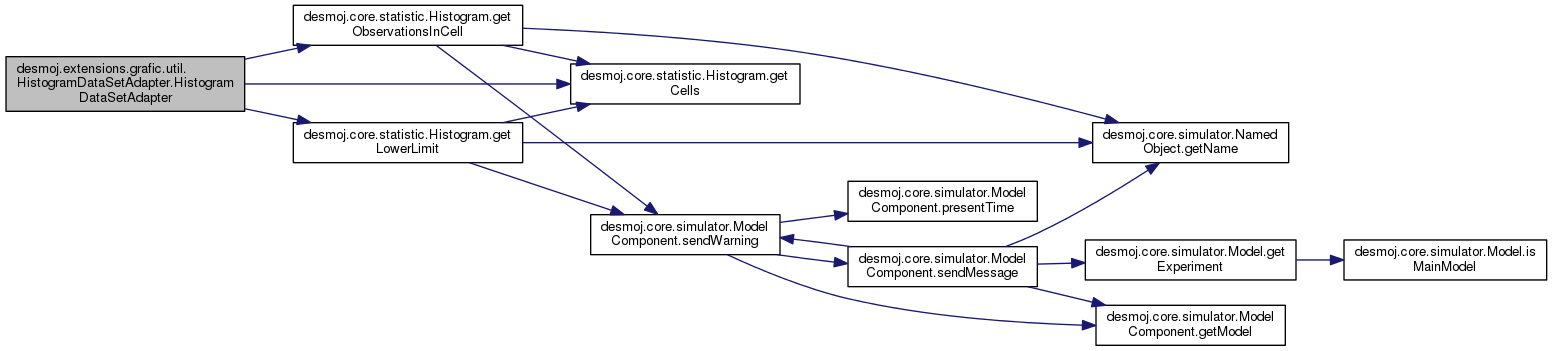 desmoj.extensions.grafic.util.
HistogramDataSetAdapter.Histogram
DataSetAdapter
desmoj.core.statistic.Histogram.get
ObservationsInCell
desmoj.core.statistic.Histogram.get
Cells
desmoj.core.statistic.Histogram.get
LowerLimit
desmoj.core.simulator.Named
Object.getName
desmoj.core.simulator.Model
Component.sendWarning
desmoj.core.simulator.Model
Component.presentTime
desmoj.core.simulator.Model
Component.sendMessage
desmoj.core.simulator.Model.get
Experiment
desmoj.core.simulator.Model.is
MainModel
desmoj.core.simulator.Model
Component.getModel